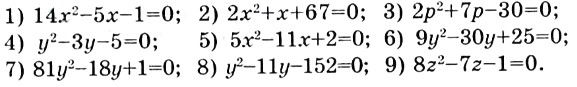 1) 14x²–5x–1=0; 2) 2x²+x+67=0; 3) 2p²+7p–30=0;
4) y²–3y–5=0; 5) 5x²–11x+2=0; 6) 9y²–30y+25=0;
7) 81y²–18y+1=0; 8) y²–11y–152=0; 9) 8z²–7z–1=0.